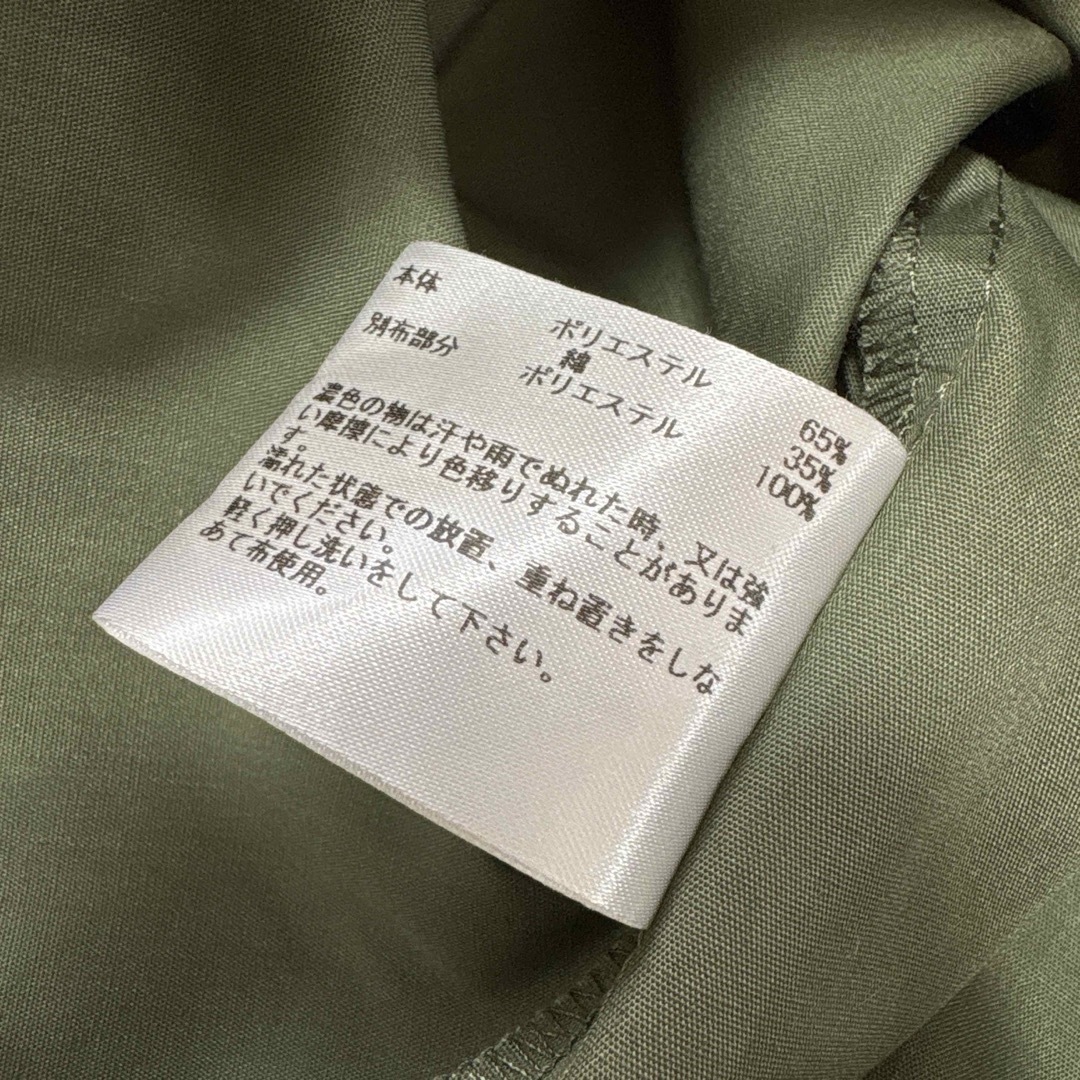 本体 ポリエステル 65%
綿 35%
別布部分 ポリエステル 100%
濃色の物は汗や雨でぬれた時、又は強
い摩擦により色移りすることがありま
す。
濡れた状態での放置、重ね置きをしな
いでください。
軽く押し洗いをして下さい。
あて布使用。